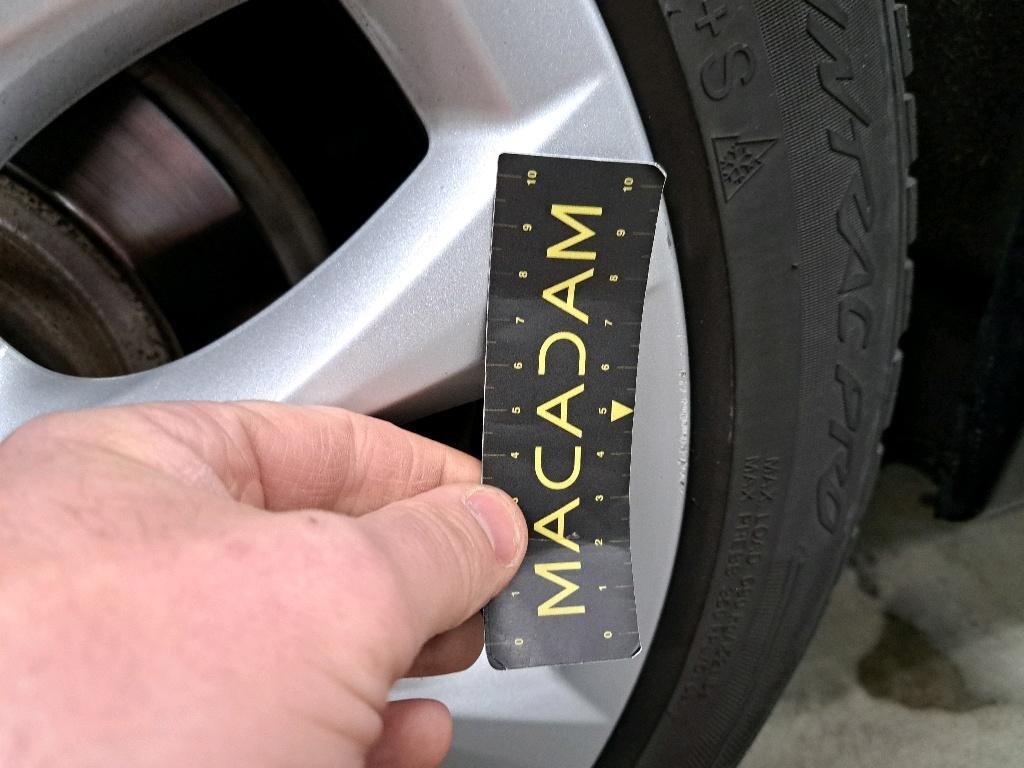 MACADAM
10 9 8 7 6 5 4 3 2 1 0
10 9 8 7 6 5 4 3 2 1 0
+S
WINTRAC PRO
MAX LOAD
MAX PRESS